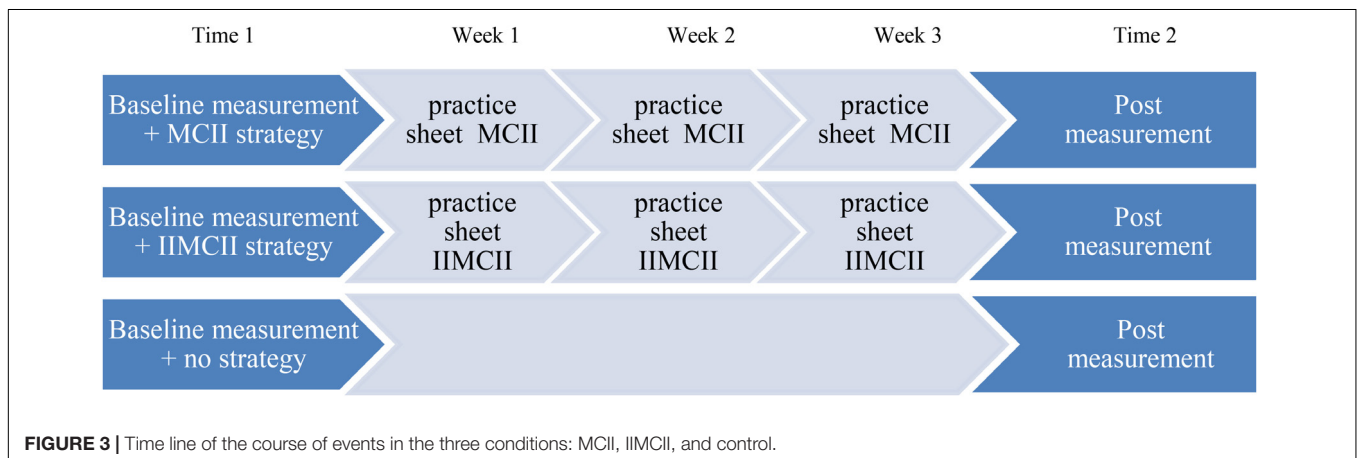 Time 1 Week 1 Week 2 Week 3 Time 2
Baseline measurement
+ MCII strategy
practice
sheet MCII
practice
sheet MCII
practice
sheet MCII
Post
measurement
Baseline measurement
+ IIMCII strategy
practice
sheet
IIMCII
practice
sheet
IIMCII
practice
sheet
IIMCII
Post
measurement
Baseline measurement
+ no strategy
Post
measurement
FIGURE 3 | Time line of the course of events in the three conditions: MCII, IIMCII, and control.